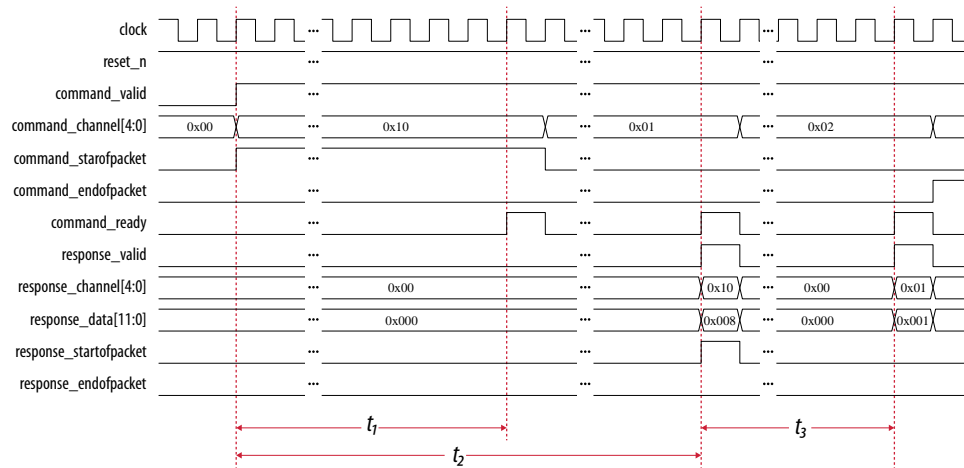 clock ... ... ...
reset_n ... ... ...
command_valid ... ... ...
command_channel[4:0] 0x00 ... 0x10 ... 0x01 ... 0x02
command_starofpacket ... ... ...
command_endofpacket ... ... ...
command_ready ... ... ...
response_valid ... ... ...
response_channel[4:0] ... 0x00 ... 0x10 ... 0x00 0x01
response_data[11:0] ... 0x000 ... 0x008 ... 0x000 0x001
response_startofpacket ... ... ...
response_endofpacket ... ... ...
t1 t3
t2